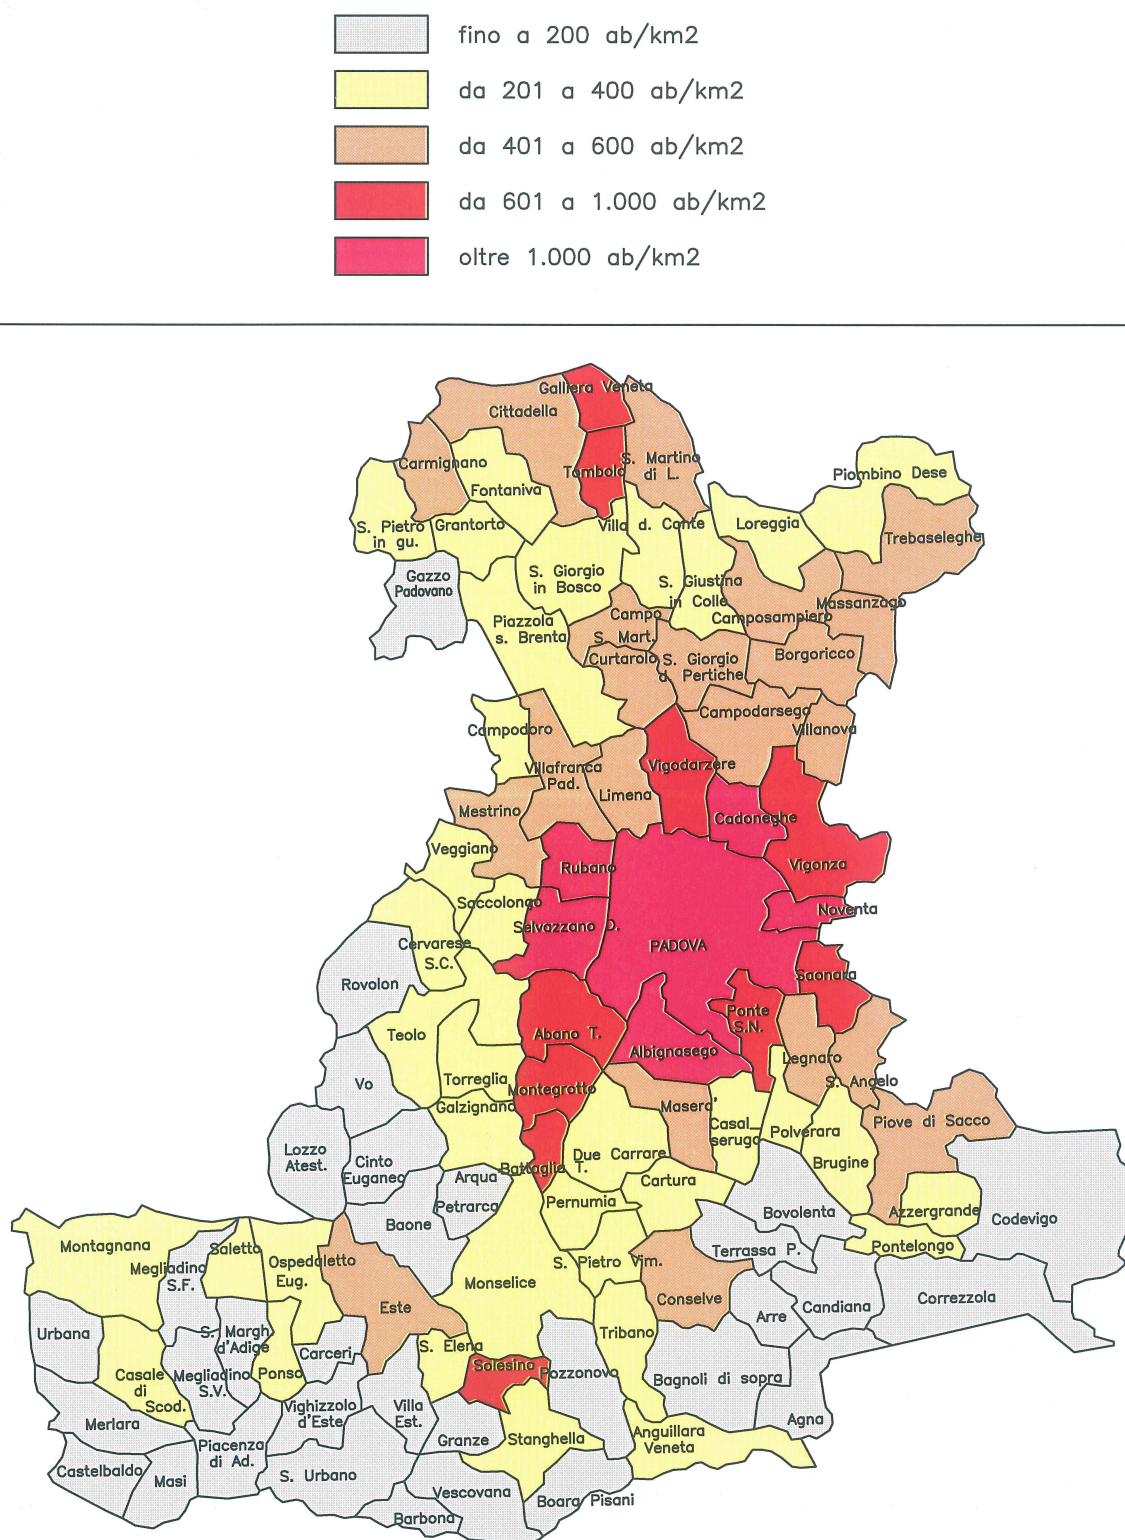 fino a 200 ab/km2
da 201 a 400 ab/km2
da 401 a 600 ab/km2
da 601 a 1.000 ab/km2
oltre 1.000 ab/km2
Galliera Veneta
Cittadella
Carmignano
Fontaniva
Tombolo
S. Martino
di L.
Piombino Dese
S. Pietro
in gu.
Grantorto
Villa d. Conte
Loreggia
Trebaseleghe
Gazzo
Padovano
S. Giorgio
in Bosco
S. Giustina
in Colle
Massanzago
Camposampiero
Piazzola
s. Brenta
Campo
S. Mart.
Curtarolo
S. Giorgio
d. Pertiche
Borgoricco
Campodarsego
Villanova
Campodoro
Villafranca
Pad.
Vigodarzere
Limena
Mestrino
Cadoneghe
Veggiano
Rubano
Vigonza
Saccolongo
Noventa
Selvazzano D.
Cervarese
S.C.
PADOVA
Rovolon
Saonara
Teolo
Abano T.
Ponte
S.N.
Albignasego
Legnaro
Vo
Torreglia
Montegrotto
S. Angelo
Galzignano
Masera'
Casal
serugo
Polverara
Piove di Sacco
Lozzo
Atest.
Cinto
Euganeo
Battaglia T.
Due Carrare
Brugine
Arqua'
Petrarca
Cartura
Pernumia
Baone
Bovolenta
Azzergrande
Codevigo
Montagnana
Saletto
Megliadino
S.F.
Ospedaletto
Eug.
Terrassa P.
Pontelongo
S. Pietro Vim.
Monselice
Este
Conselve
Arre
Candiana
Correzzola
Urbana
S. Margh.
d'Adige
Carceri
S. Elena
Tribano
Solesino
Pozzonovo
Casale
di
Scod.
Megliadino
S.V.
Ponso
Bagnoli di sopra
Merlara
Vighizzolo
d'Este
Villa
Est.
Agna
Granze
Stanghella
Anguillara
Veneta
Piacenza
di Ad.
Castelbaldo
Masi
S. Urbano
Vescovana
Boara Pisani
Barbona